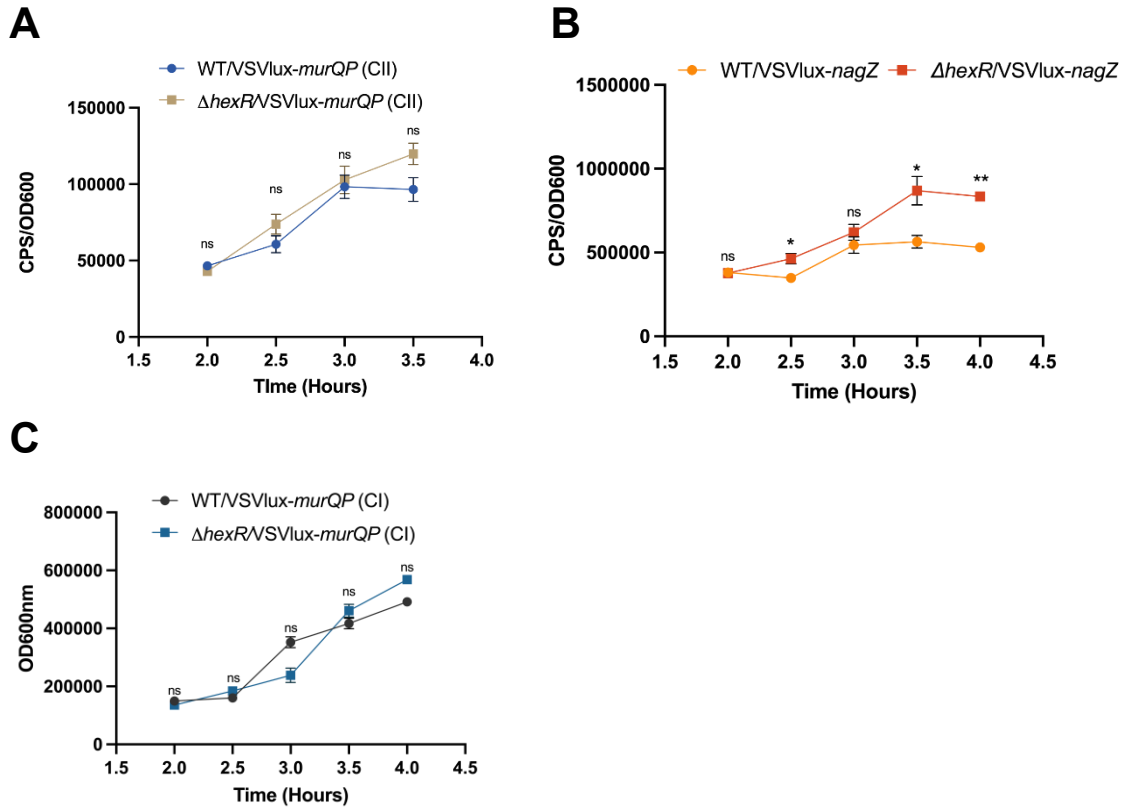 A
WT/VSVlux-murQP (CII)
ΔhexR/VSVlux-murQP (CII)
150000
100000
50000
0
CPS/OD600
ns
ns
ns
ns
1.5 2.0 2.5 3.0 3.5 4.0
TIme (Hours)
B
WT/VSVlux-nagZ ΔhexR/VSVlux-nagZ
1500000
1000000
500000
0
CPS/OD600
ns
*
ns
*
**
1.5 2.0 2.5 3.0 3.5 4.0 4.5
Time (Hours)
C
WT/VSVlux-murQP (CI)
ΔhexR/VSVlux-murQP (CI)
800000
600000
400000
200000
0
OD600nm
ns
ns
ns
ns
ns
1.5 2.0 2.5 3.0 3.5 4.0 4.5
Time (Hours)